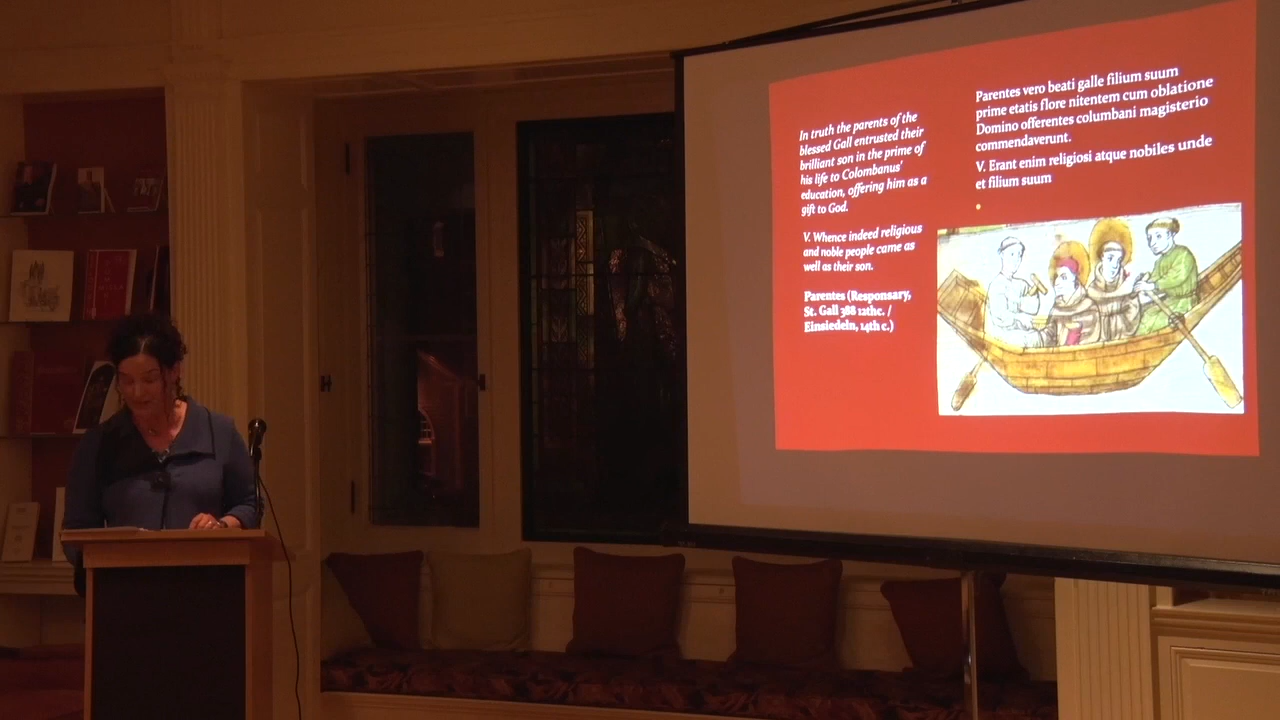 In truth the parents of the
blessed Gall entrusted their
brilliant son in the prime of
his life to Colombanus'
education, offering him as a
gift to God.
V. Whence indeed religious
and noble people came as
well as their son.
Parentes (Responsary,
St. Gall 388 12thc. /
Einsiedeln, 14th c.)
Parentes vero beati galle filium suum
prime etatis flore nitentem cum oblatione
Domino offerentes columbani magisterio
commendaverunt.
V. Erant enim religiosi atque nobiles unde
et filium suum